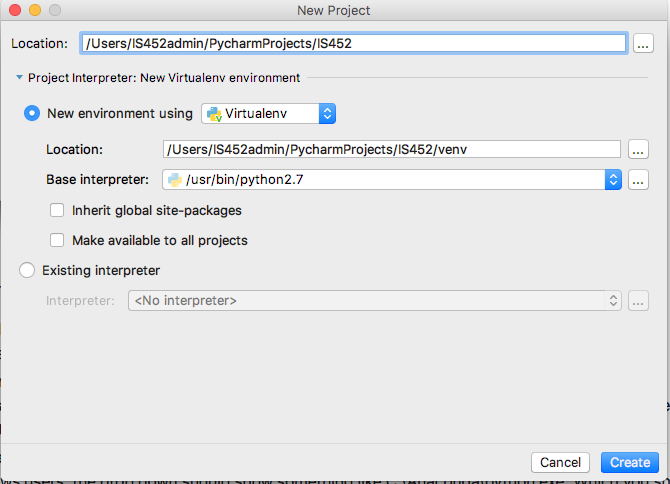 New Project
Location: /Users/IS452admin/PycharmProjects/IS452 ...
Project Interpreter: New Virtualenv environment
New environment using Virtualenv
Location: /Users/IS452admin/PycharmProjects/IS452/venv ...
Base interpreter: /usr/bin/python2.7 ...
Inherit global site-packages
Make available to all projects
Existing interpreter
Interpreter: <No interpreter> ...
Cancel Create